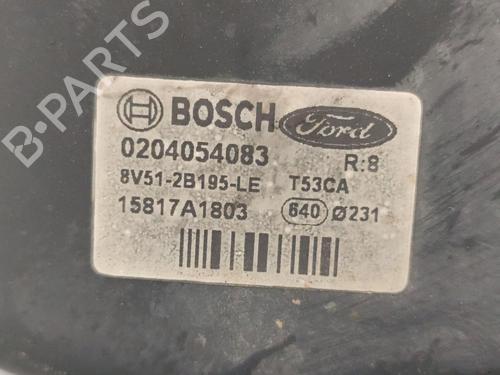 B-Parts
BOSCH Ford
0204054083 R:8
8V51-2B195-LE T53CA
15817A1803 640 Ø231